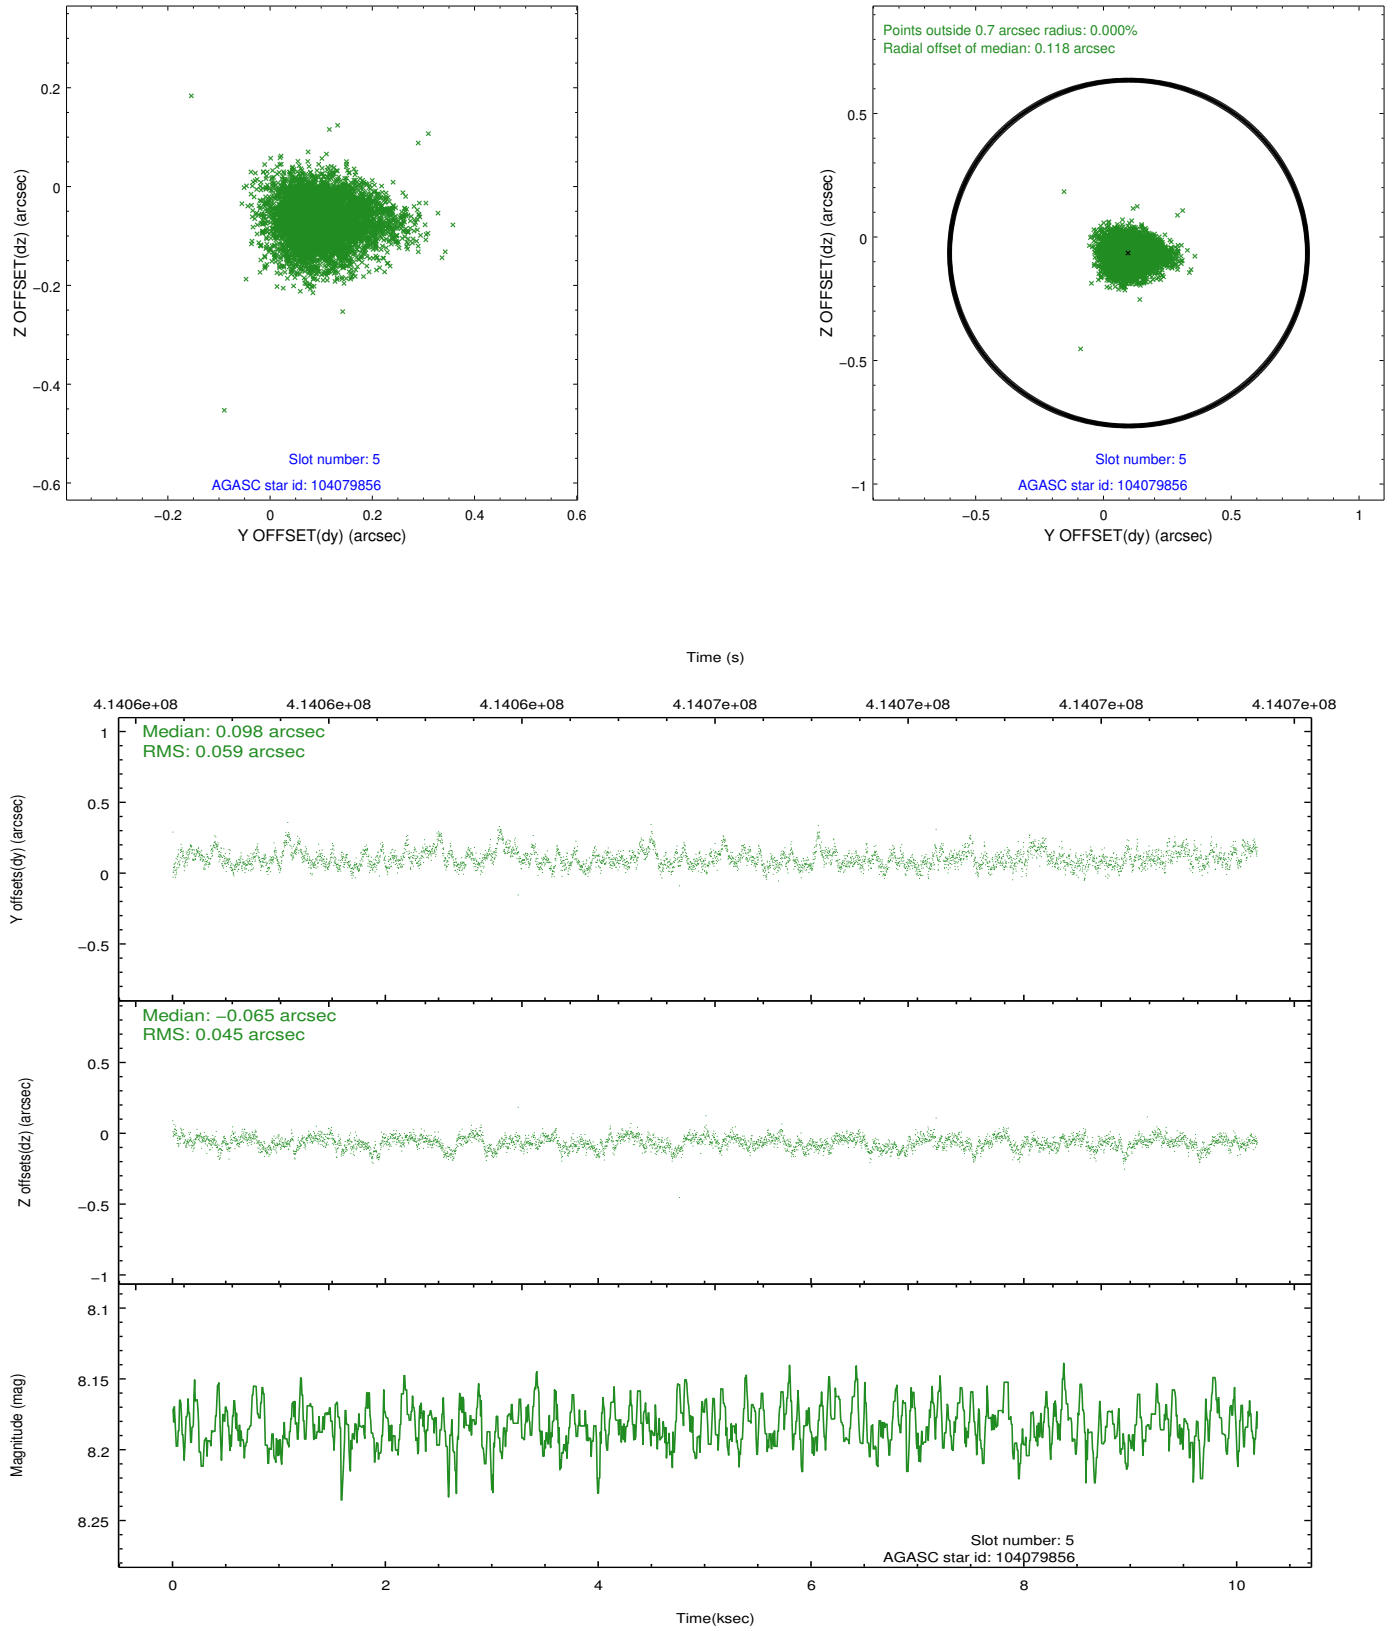 0.2
0
−0.2
−0.4
−0.6
Z OFFSET(dz) (arcsec)
Slot number: 5
AGASC star id: 104079856
−0.2
0
0.2
0.4
0.6
Y OFFSET(dy) (arcsec)
Points outside 0.7 arcsec radius: 0.000%
Radial offset of median: 0.118 arcsec
0.5
0
−0.5
−1
Z OFFSET(dz) (arcsec)
Slot number: 5
AGASC star id: 104079856
−0.5
0
0.5
1
Y OFFSET(dy) (arcsec)
Time (s)
4.1406e+08
4.1406e+08
4.1406e+08
4.1407e+08
4.1407e+08
4.1407e+08
4.1407e+08
Median: 0.098 arcsec
RMS: 0.059 arcsec
1
0.5
0
−0.5
Y offsets(dy) (arcsec)
Median: −0.065 arcsec
RMS: 0.045 arcsec
0.5
0
−0.5
−1
Z offsets(dz) (arcsec)
8.1
8.15
8.2
8.25
Magnitude (mag)
Slot number: 5
AGASC star id: 104079856
0
2
4
6
8
10
Time(ksec)